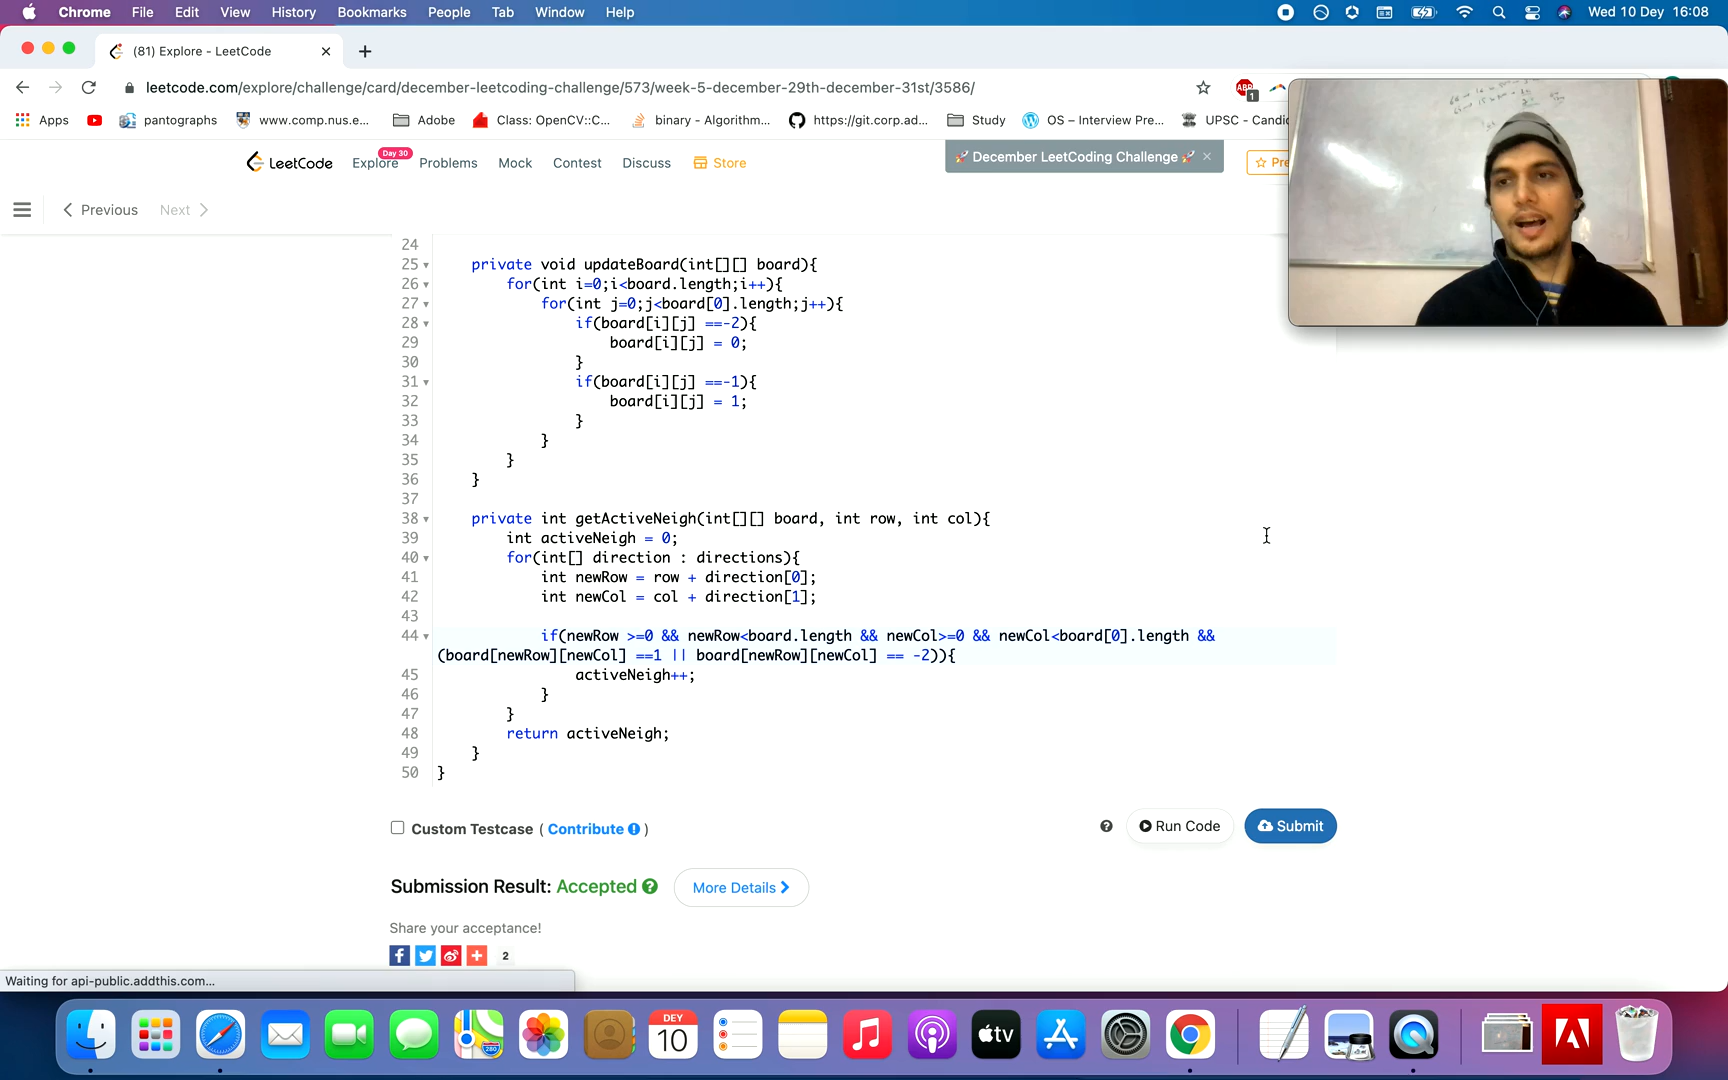 Chrome File Edit View History Bookmarks People Tab Window Help Wed 10 Dey 16:08
(81) Explore - LeetCode
leetcode.com/explore/challenge/card/december-leetcoding-challenge/573/week-5-december-29th-december-31st/3586/
ABP 1
Apps pantographs www.comp.nus.e... Adobe Class: OpenCV::C... binary - Algorithm... https://git.corp.ad... Study OS – Interview Pre... UPSC - Candic
LeetCode Explore Day 30 Problems Mock Contest Discuss Store 🚀 December LeetCoding Challenge 🚀 × ☆ Pre
Previous Next
24
25 private void updateBoard(int[][] board){
26 for(int i=0;i<board.length;i++){
27 for(int j=0;j<board[0].length;j++){
28 if(board[i][j] ==-2){
29 board[i][j] = 0;
30 }
31 if(board[i][j] ==-1){
32 board[i][j] = 1;
33 }
34 }
35 }
36 }
37
38 private int getActiveNeigh(int[][] board, int row, int col){
39 int activeNeigh = 0;
40 for(int[] direction : directions){
41 int newRow = row + direction[0];
42 int newCol = col + direction[1];
43
44 if(newRow >=0 && newRow<board.length && newCol>=0 && newCol<board[0].length &&
(board[newRow][newCol] ==1 || board[newRow][newCol] == -2)){
45 activeNeigh++;
46 }
47 }
48 return activeNeigh;
49 }
50 }
Custom Testcase ( Contribute )
Run Code Submit
Submission Result: Accepted More Details
Share your acceptance!
2
Waiting for api-public.addthis.com...
DEY
10
tv